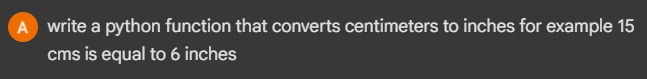 A write a python function that converts centimeters to inches for example 15
cms is equal to 6 inches